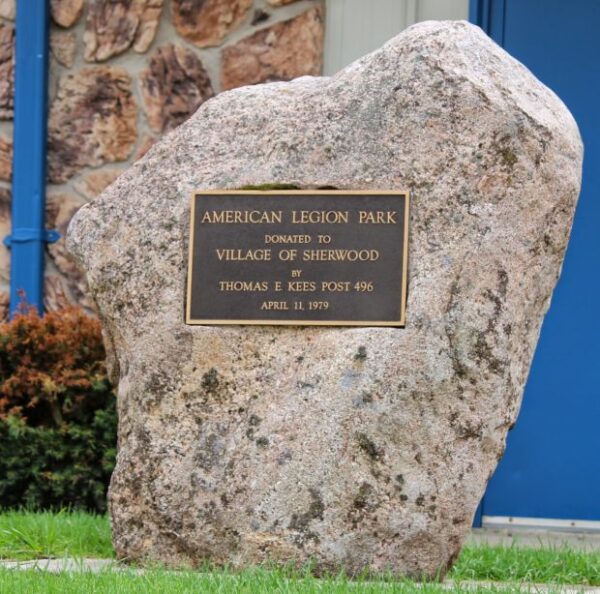 AMERICAN LEGION PARK
DONATED TO
VILLAGE OF SHERWOOD
BY
THOMAS E. KEES POST 496
APRIL 11, 1979